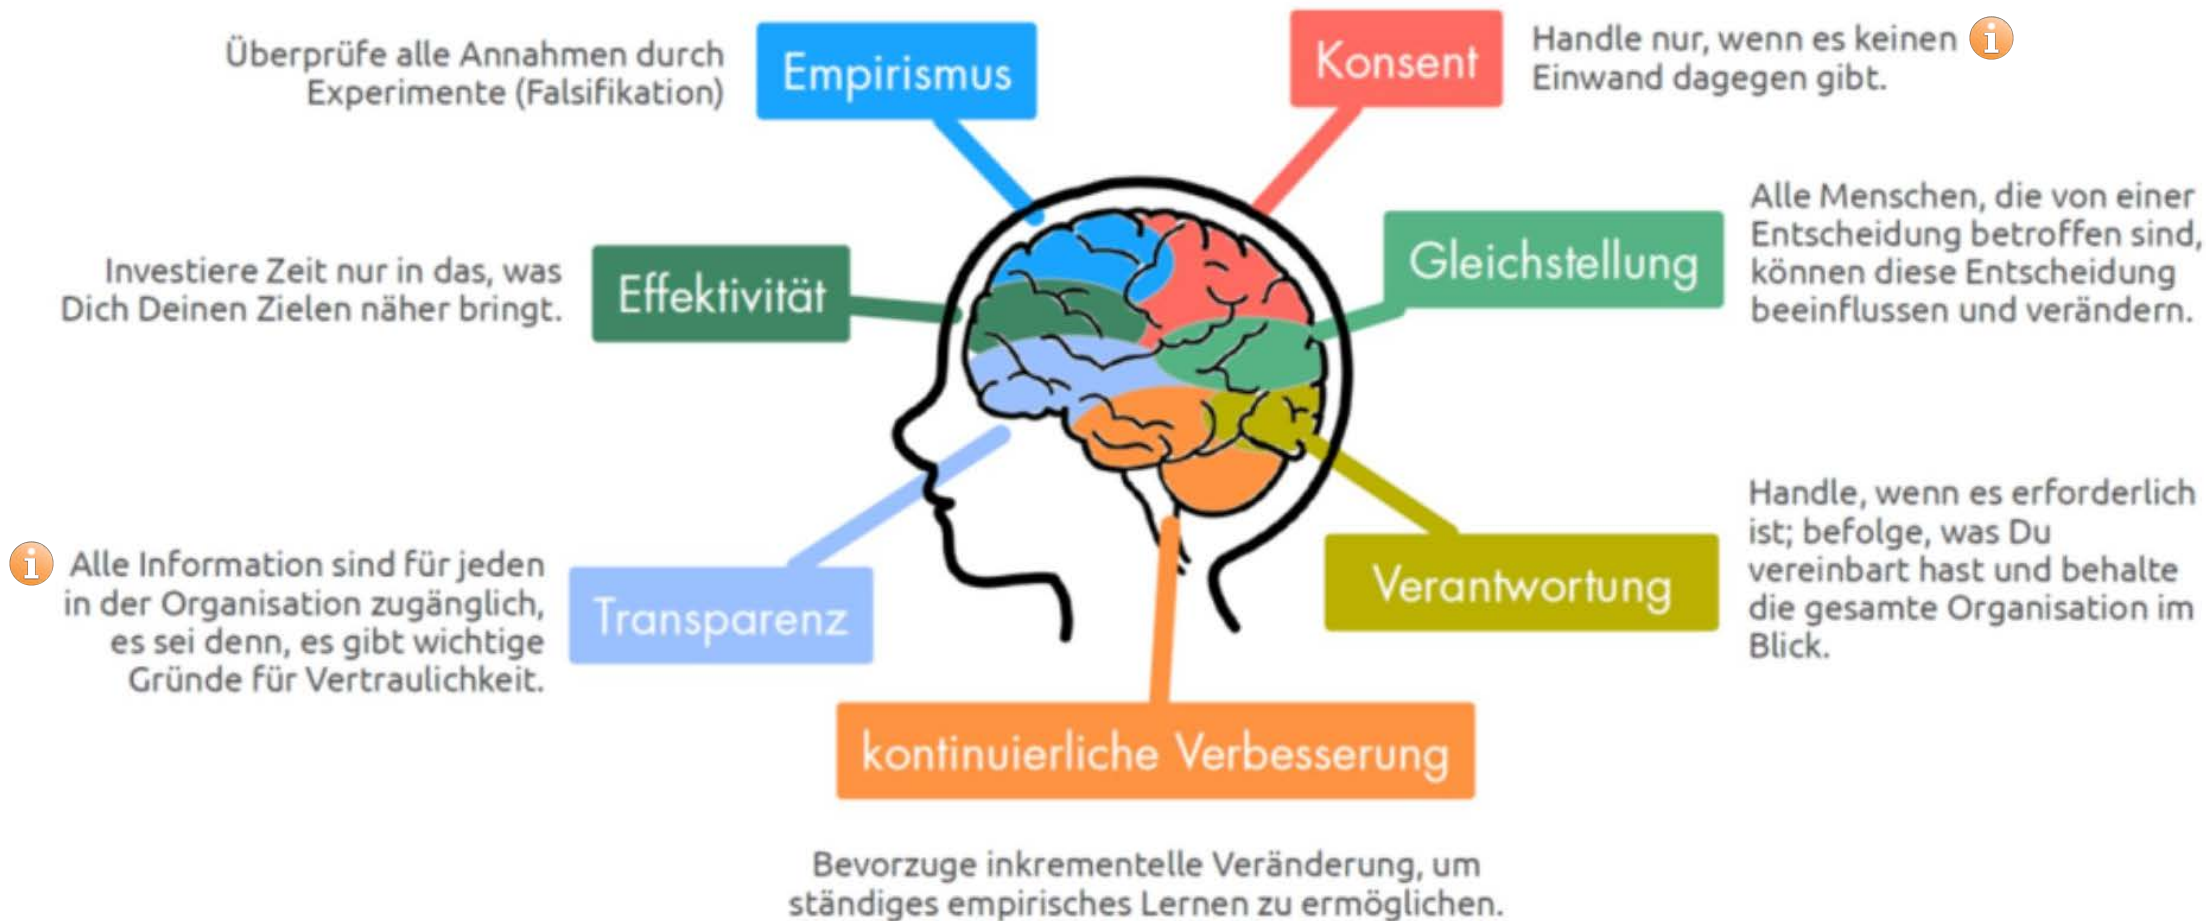 Überprüfe alle Annahmen durch
Experimente (Falsifikation)
Empirismus
Konsent
Handle nur, wenn es keinen
Einwand dagegen gibt.
Investiere Zeit nur in das, was
Dich Deinen Zielen näher bringt.
Effektivität
Gleichstellung
Alle Menschen, die von einer
Entscheidung betroffen sind,
können diese Entscheidung
beeinflussen und verändern.
Alle Information sind für jeden
in der Organisation zugänglich,
es sei denn, es gibt wichtige
Gründe für Vertraulichkeit.
Transparenz
Verantwortung
Handle, wenn es erforderlich
ist; befolge, was Du
vereinbart hast und behalte
die gesamte Organisation im
Blick.
kontinuierliche Verbesserung
Bevorzuge inkrementelle Veränderung, um
ständiges empirisches Lernen zu ermöglichen.